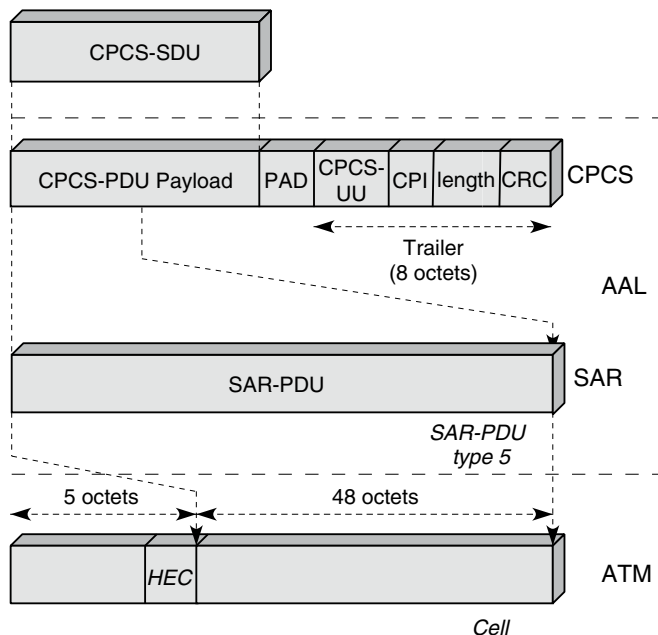 CPCS-SDU
CPCS-PDU Payload
PAD
CPCS-
UU
CPI
length
CRC
CPCS
Trailer
(8 octets)
AAL
SAR-PDU
SAR
SAR-PDU
type 5
5 octets
48 octets
HEC
ATM
Cell